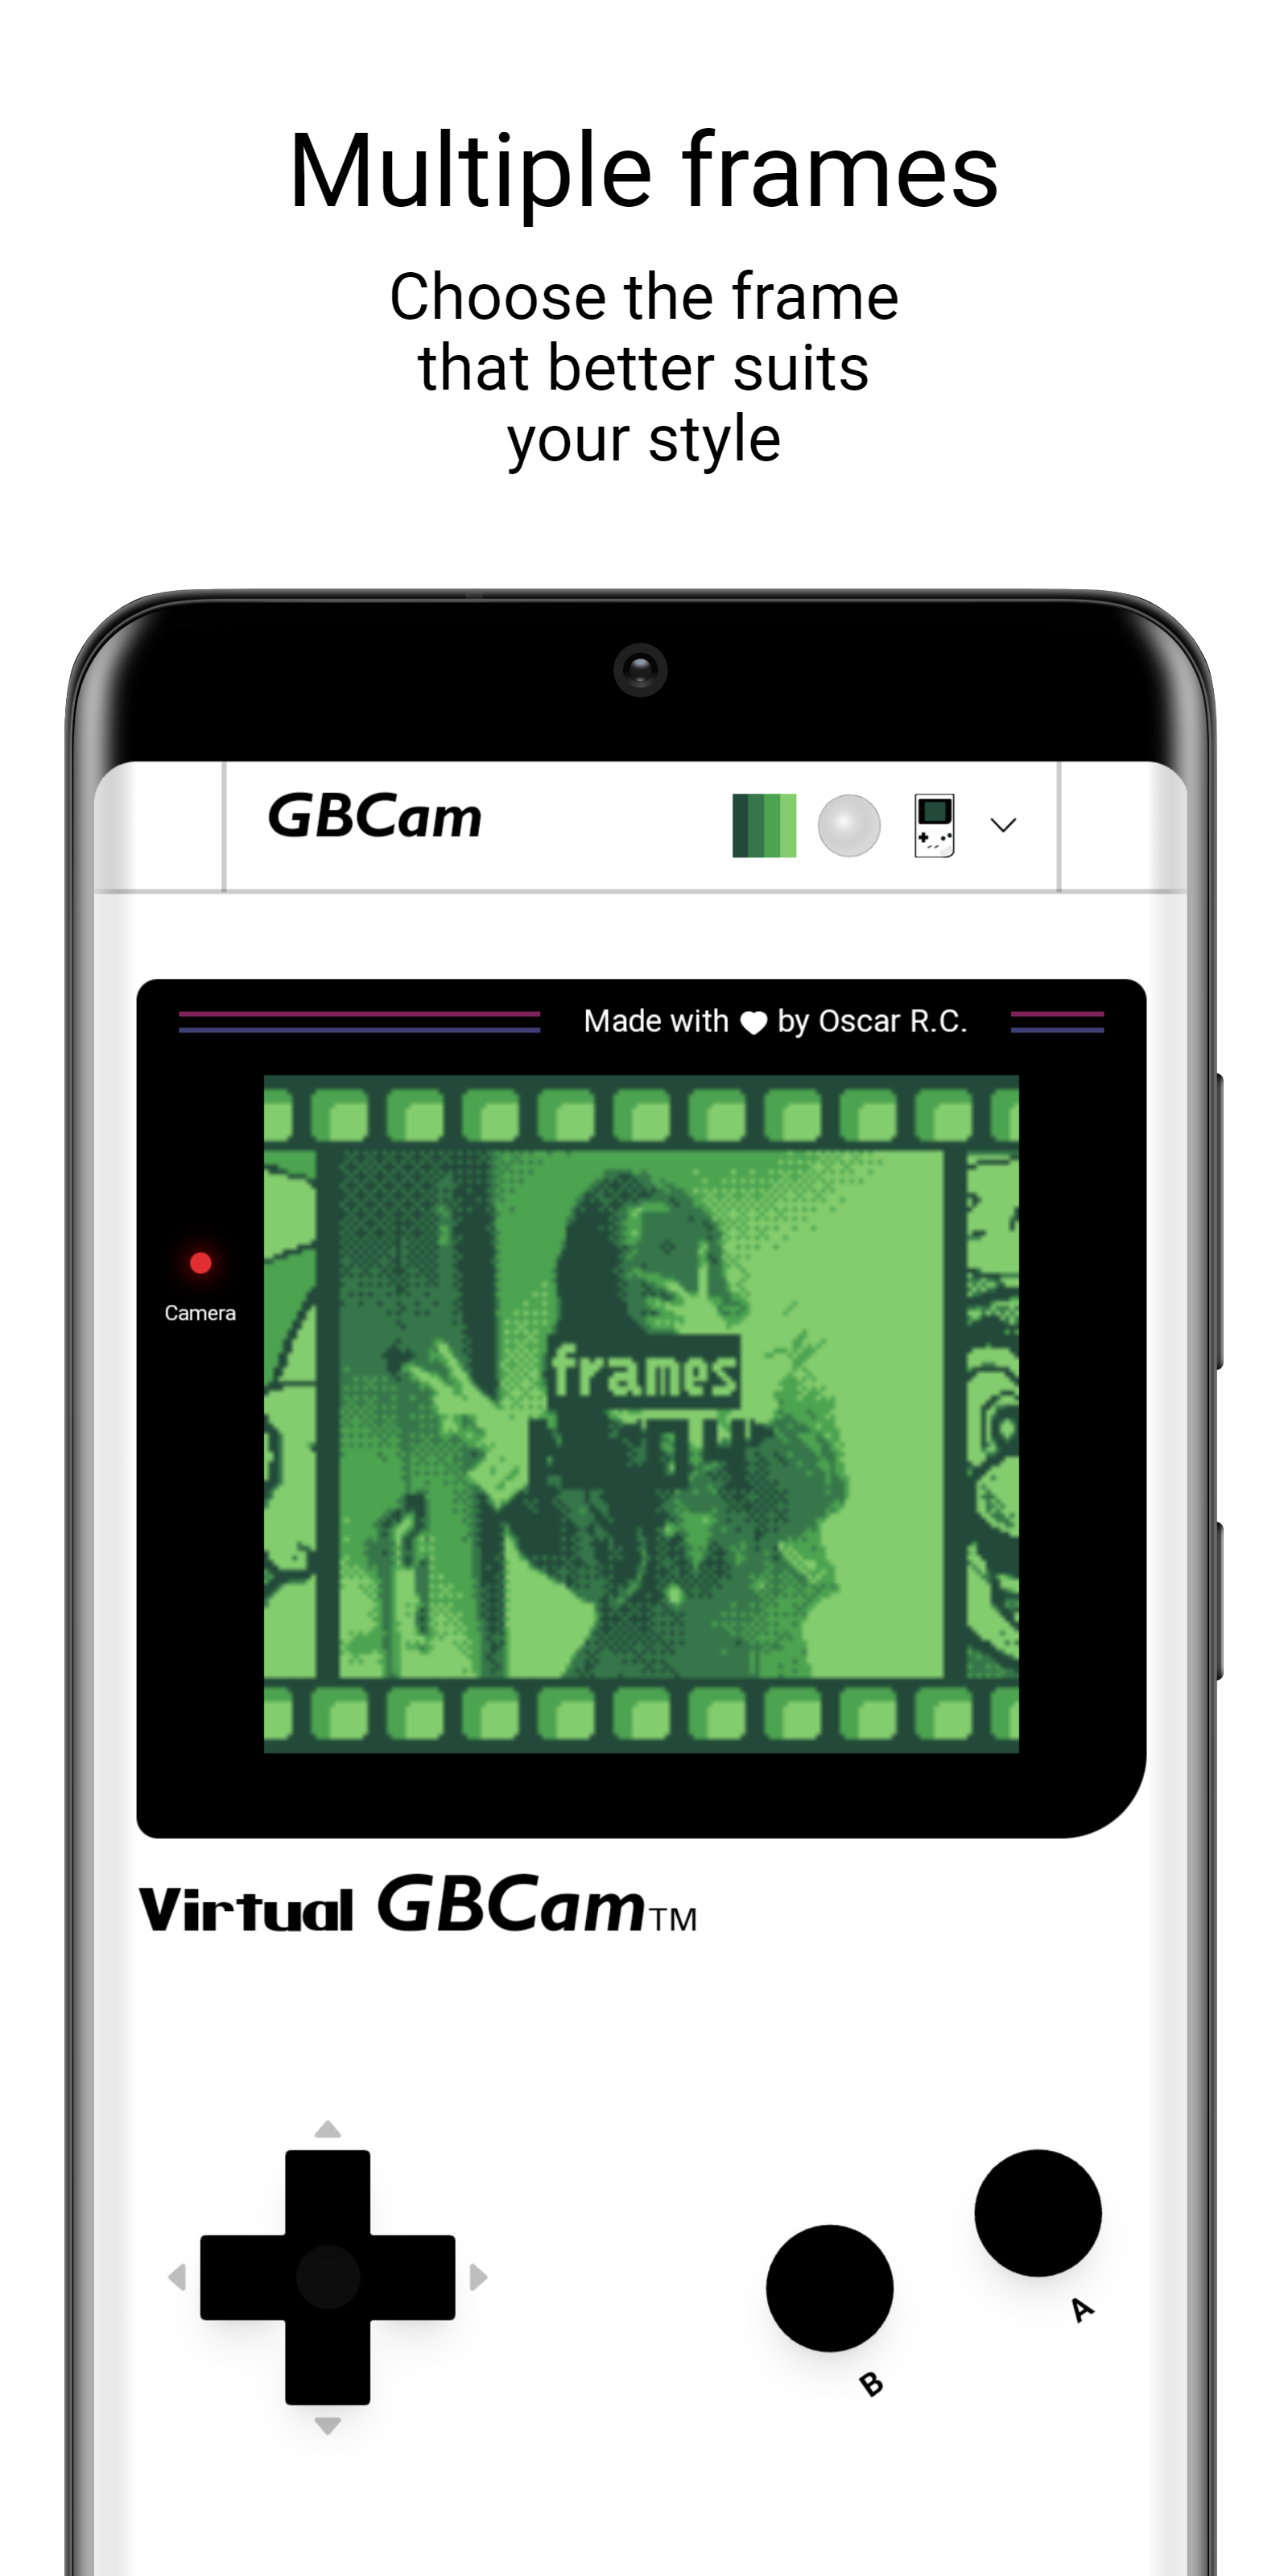 Multiple frames
Choose the frame
that better suits
your style
GBCam
Made with ♥ by Oscar R.C.
Camera
frames
Virtual GBCam™
A
B